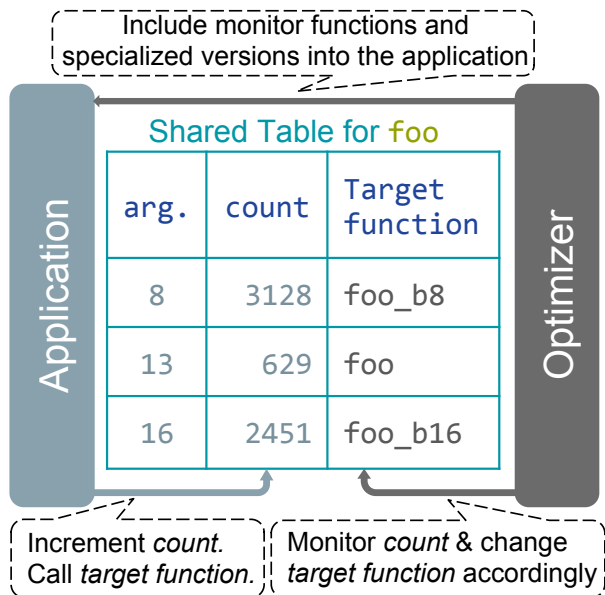 Include monitor functions and
specialized versions into the application
Application
Optimizer
Shared Table for foo
arg. count Target
function
8 3128 foo_b8
13 629 foo
16 2451 foo_b16
Increment count.
Call target function.
Monitor count & change
target function accordingly